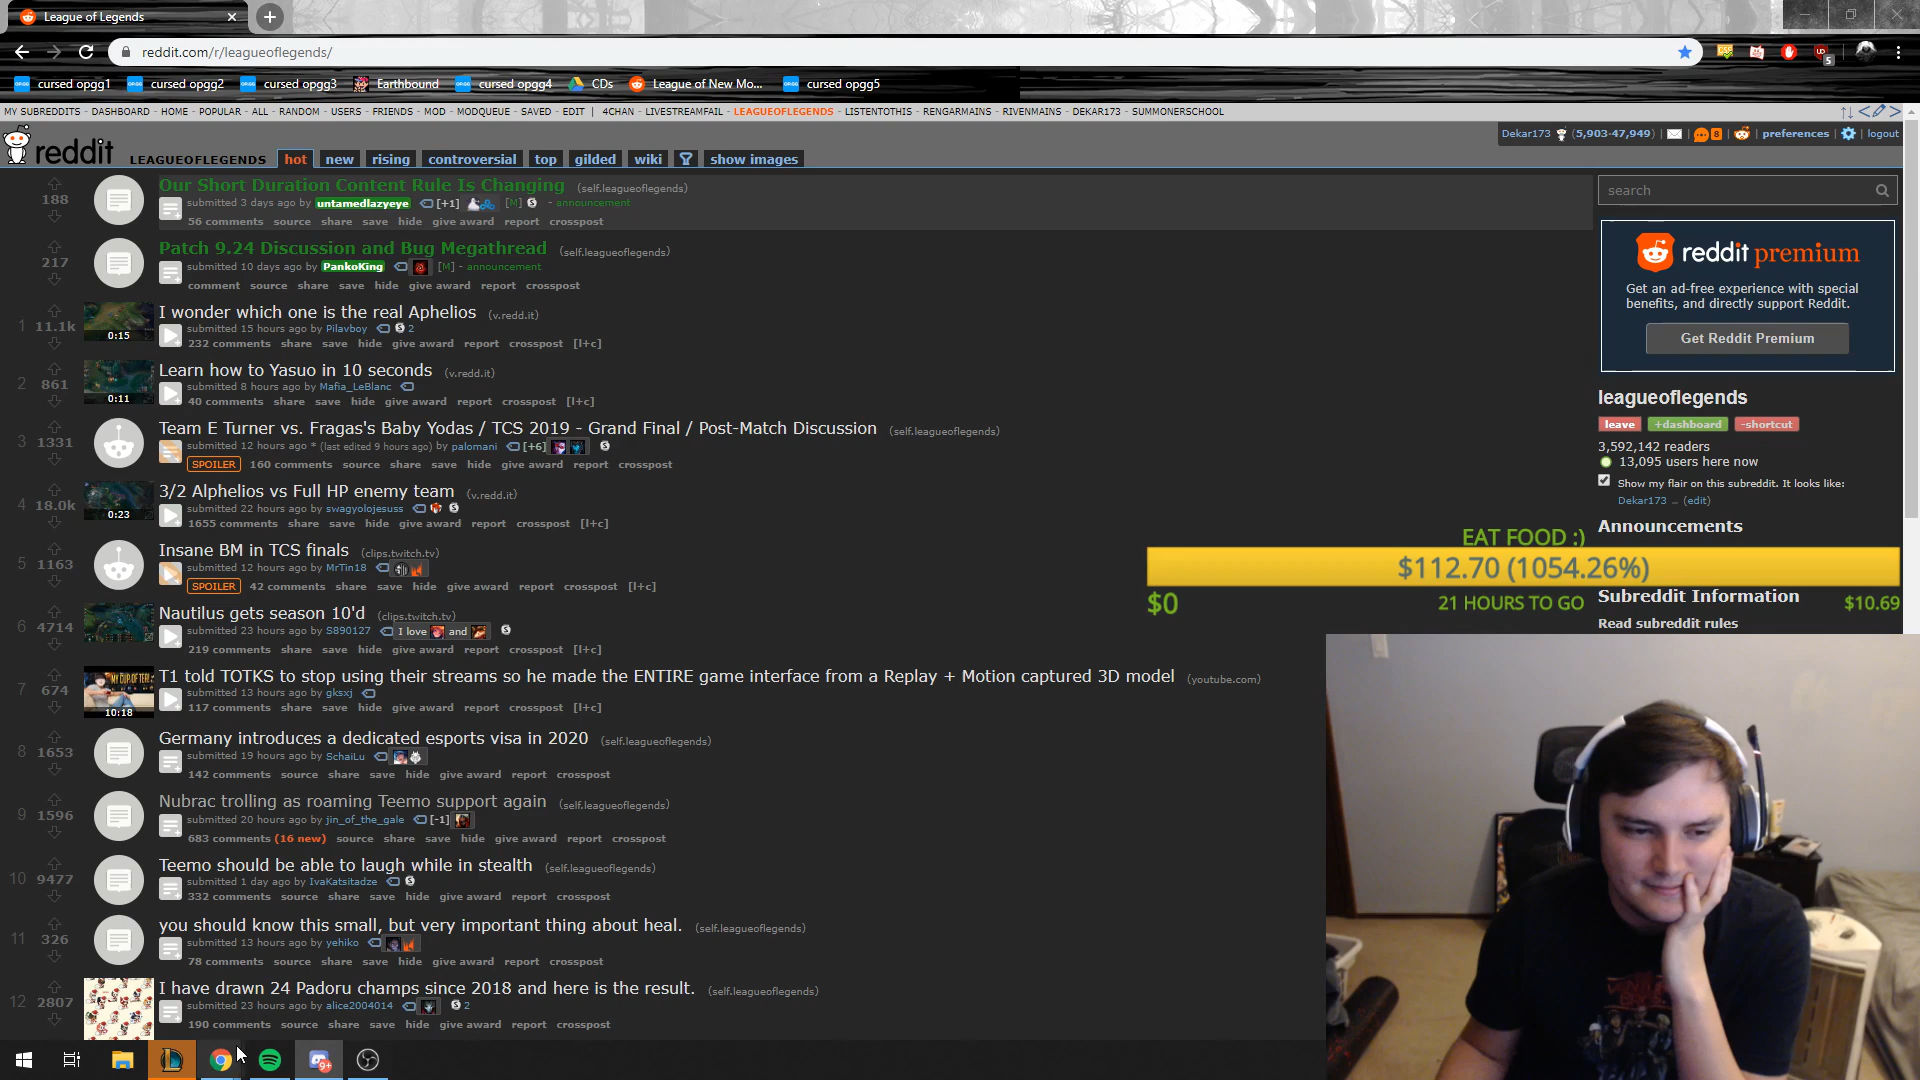 League of Legends
reddit.com/r/leagueoflegends/
5
cursed opgg1
cursed opgg2
cursed opgg3
Earthbound
cursed opgg4
CDs
League of New Mo...
cursed opgg5
MY SUBREDDITS - DASHBOARD - HOME - POPULAR - ALL - RANDOM - USERS - FRIENDS - MOD - MODQUEUE - SAVED - EDIT | 4CHAN - LIVESTREAMFAIL - LEAGUEOFLEGENDS - LISTENTOTHIS - RENGARMAINS - RIVENMAINS - DEKAR173 - SUMMONERSCHOOL
Dekar173 (5,903·47,949) | 8 | preferences | logout
reddit LEAGUEOFLEGENDS hot new rising controversial top gilded wiki show images
Our Short Duration Content Rule Is Changing (self.leagueoflegends)
188 submitted 3 days ago by untamedlazyeye [+1] [M] S - announcement
56 comments source share save hide give award report crosspost
Patch 9.24 Discussion and Bug Megathread (self.leagueoflegends)
217 submitted 10 days ago by PankoKing [M] - announcement
comment source share save hide give award report crosspost
I wonder which one is the real Aphelios (v.redd.it)
1 11.1k 0:15 submitted 15 hours ago by Pilavboy S 2
232 comments share save hide give award report crosspost [l+c]
Learn how to Yasuo in 10 seconds (v.redd.it)
2 861 0:11 submitted 8 hours ago by Mafia_LeBlanc
40 comments share save hide give award report crosspost [l+c]
Team E Turner vs. Fragas's Baby Yodas / TCS 2019 - Grand Final / Post-Match Discussion (self.leagueoflegends)
3 1331 submitted 12 hours ago * (last edited 9 hours ago) by palomani [+6] S
SPOILER 160 comments source share save hide give award report crosspost
3/2 Alphelios vs Full HP enemy team (v.redd.it)
4 18.0k 0:23 submitted 22 hours ago by swagyolojesuss S
1655 comments share save hide give award report crosspost [l+c]
Insane BM in TCS finals (clips.twitch.tv)
5 1163 submitted 12 hours ago by MrTin18
SPOILER 42 comments share save hide give award report crosspost [l+c]
Nautilus gets season 10'd (clips.twitch.tv)
6 4714 submitted 23 hours ago by S890127 I love and S
219 comments share save hide give award report crosspost [l+c]
T1 told TOTKS to stop using their streams so he made the ENTIRE game interface from a Replay + Motion captured 3D model (youtube.com)
7 674 10:18 submitted 13 hours ago by gksxj
117 comments share save hide give award report crosspost [l+c]
Germany introduces a dedicated esports visa in 2020 (self.leagueoflegends)
8 1653 submitted 19 hours ago by SchaiLu
142 comments source share save hide give award report crosspost
Nubrac trolling as roaming Teemo support again (self.leagueoflegends)
9 1596 submitted 20 hours ago by jin_of_the_gale [-1]
683 comments (16 new) source share save hide give award report crosspost
Teemo should be able to laugh while in stealth (self.leagueoflegends)
10 9477 submitted 1 day ago by IvaKatsitadze S
332 comments source share save hide give award report crosspost
you should know this small, but very important thing about heal. (self.leagueoflegends)
11 326 submitted 13 hours ago by yehiko
78 comments source share save hide give award report crosspost
I have drawn 24 Padoru champs since 2018 and here is the result. (self.leagueoflegends)
12 2807 submitted 23 hours ago by alice2004014 S 2
190 comments source share save hide give award report crosspost
search
reddit premium
Get an ad-free experience with special
benefits, and directly support Reddit.
Get Reddit Premium
leagueoflegends
leave +dashboard -shortcut
3,592,142 readers
13,095 users here now
Show my flair on this subreddit. It looks like:
Dekar173 ... (edit)
Announcements
EAT FOOD :)
$112.70 (1054.26%)
$0 21 HOURS TO GO $10.69
Subreddit Information
Read subreddit rules
9+